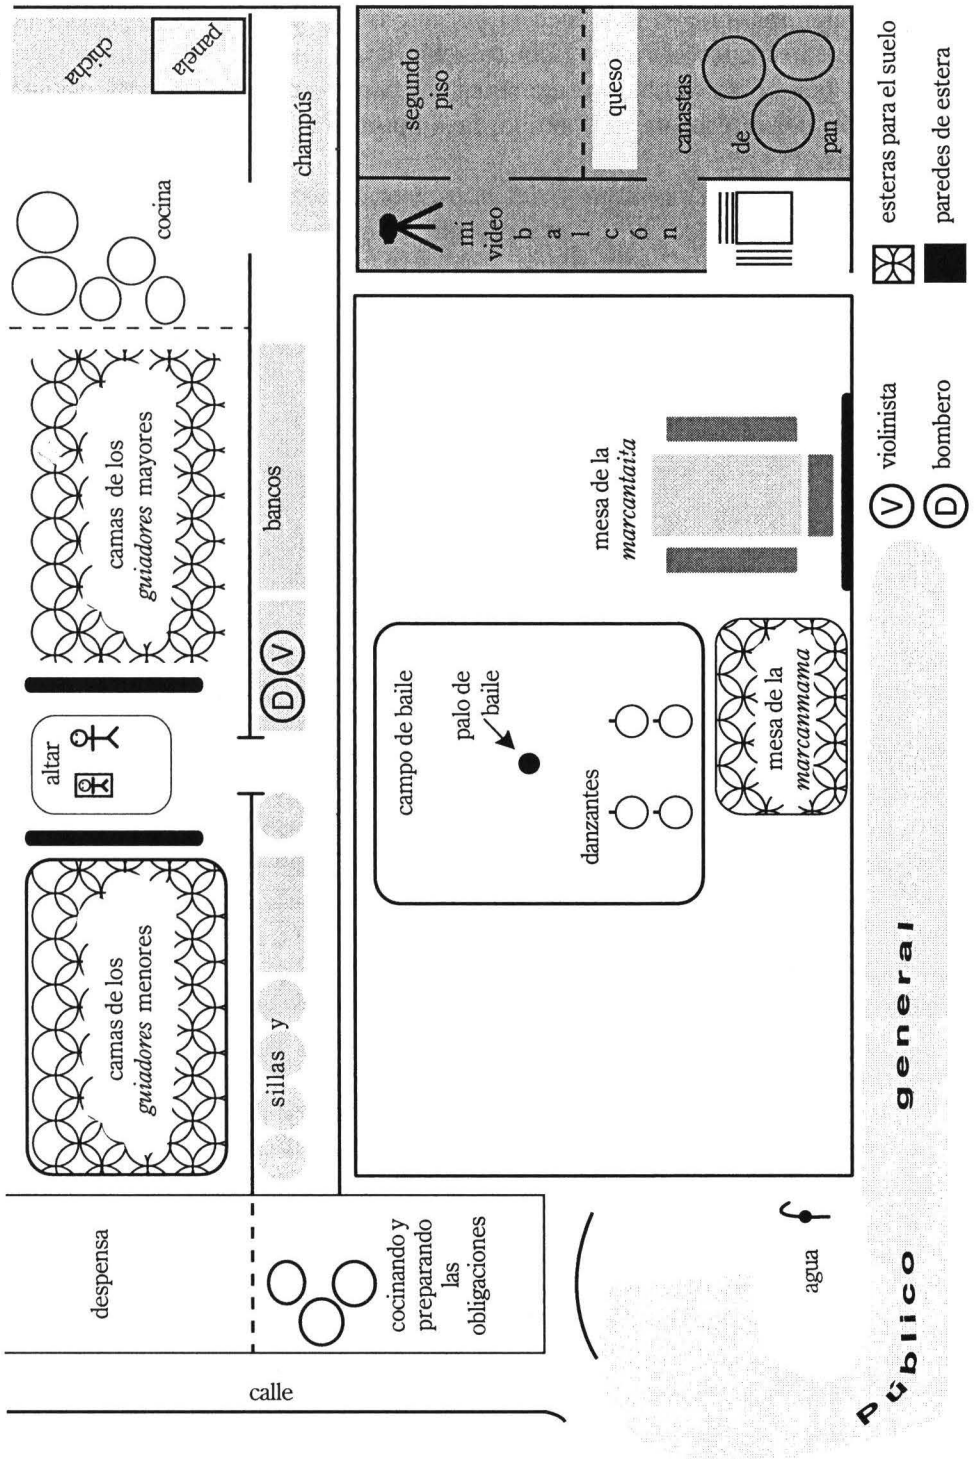 despensa
cocinando y
preparando
las
obligaciones
calle
camas de los
guiadores menores
altar
camas de los
guiadores mayores
cocina
chicha
panela
sillas y
D
V
bancos
champús
campo de baile
palo de
baile
danzantes
mesa de la
marcantaita
mesa de la
marcanmama
segundo
piso
queso
canastas
de
pan
mi
video
balcón
agua
Público general
V violinista
D bombero
esteras para el suelo
paredes de estera